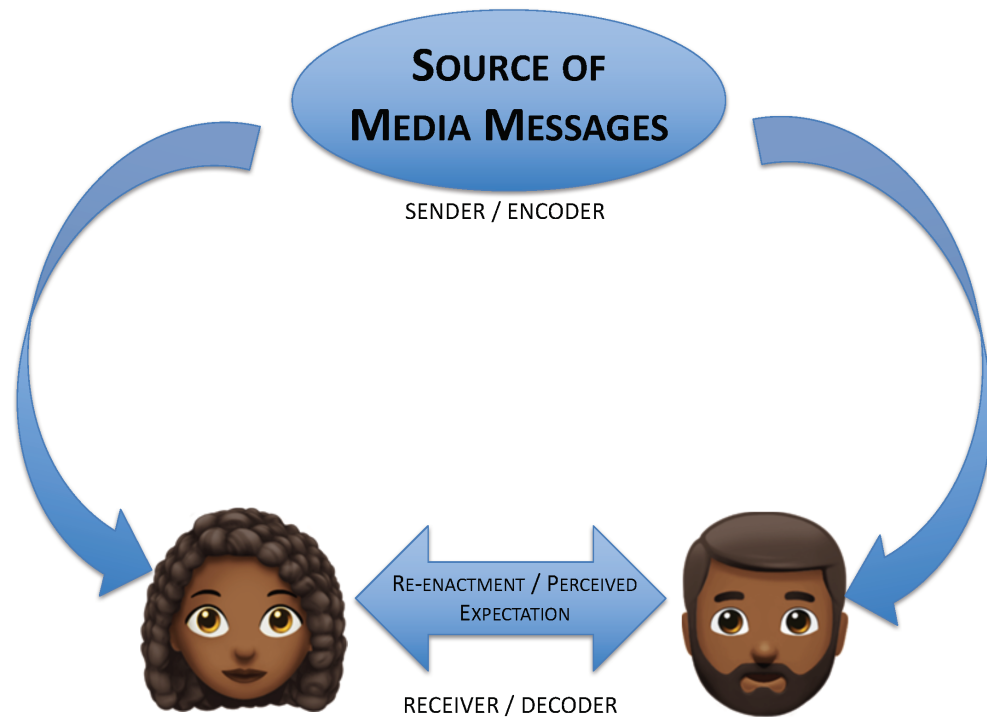 SOURCE OF
MEDIA MESSAGES
SENDER / ENCODER
RE-ENACTMENT / PERCEIVED
EXPECTATION
RECEIVER / DECODER